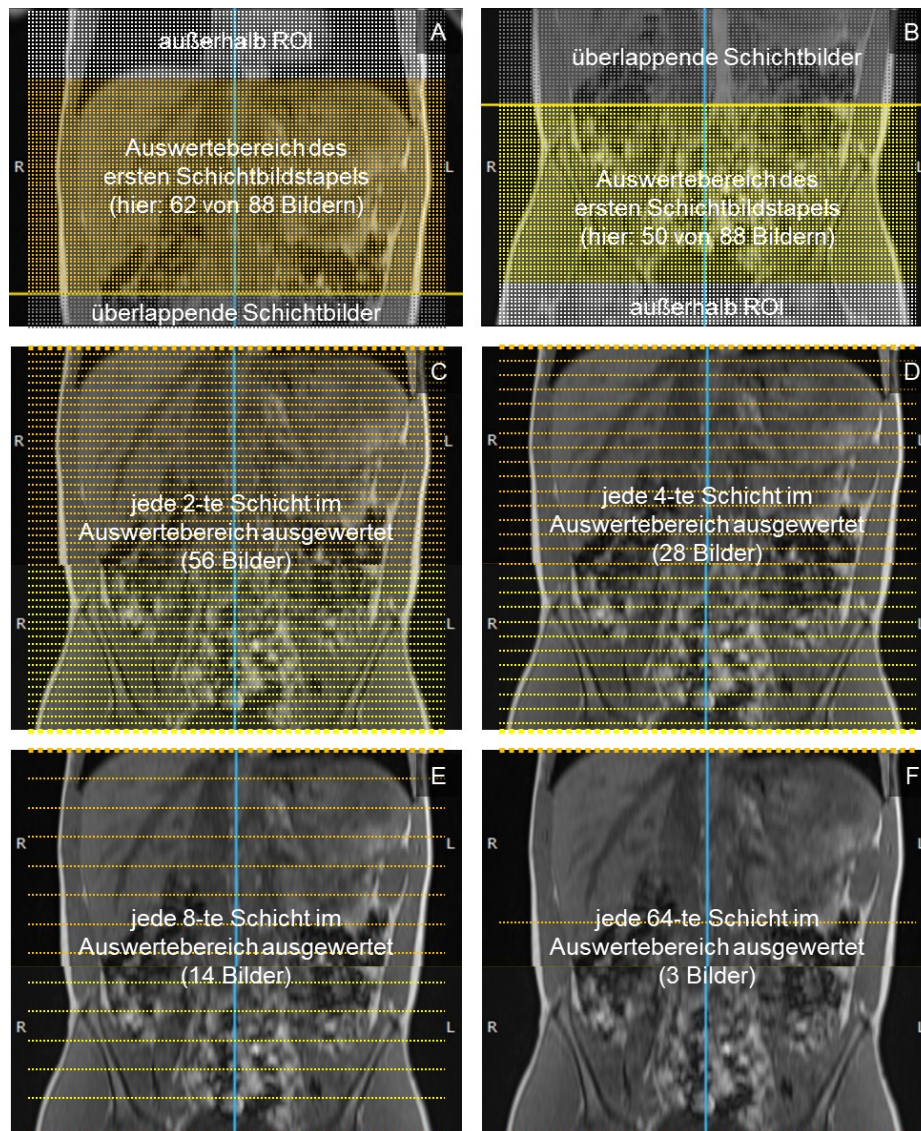 A
außerhalb ROI
R
L
Auswertebereich des
ersten Schichtbildstapels
(hier: 62 von 88 Bildern)
überlappende Schichtbilder
B
überlappende Schichtbilder
R
L
Auswertebereich des
ersten Schichtbildstapels
(hier: 50 von 88 Bildern)
außerhalb ROI
C
R
L
jede 2-te Schicht im
Auswertebereich ausgewertet
(56 Bilder)
R
L
D
R
L
jede 4-te Schicht im
Auswertebereich ausgewertet
(28 Bilder)
R
L
E
R
L
jede 8-te Schicht im
Auswertebereich ausgewertet
(14 Bilder)
R
L
F
R
L
jede 64-te Schicht im
Auswertebereich ausgewertet
(3 Bilder)
R
L